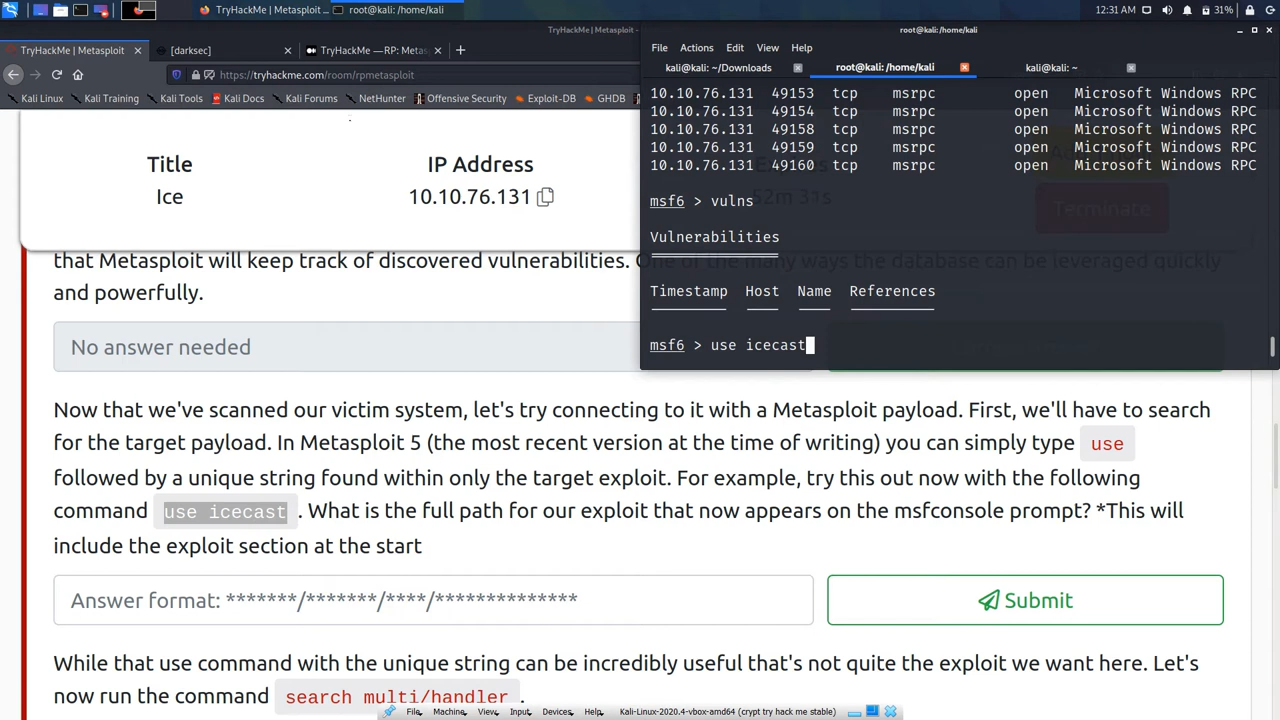 TryHackMe | Metasploit ...
root@kali: /home/kali
12:31 AM
31%
TryHackMe | Metasploit
[darksec]
TryHackMe — RP: Metas
TryHackMe | Metasploit -
https://tryhackme.com/room/rpmetasploit
Kali Linux
Kali Training
Kali Tools
Kali Docs
Kali Forums
NetHunter
Offensive Security
Exploit-DB
GHDB
root@kali: /home/kali
File Actions Edit View Help
kali@kali: ~/Downloads
root@kali: /home/kali
kali@kali: ~
10.10.76.131 49153 tcp msrpc open Microsoft Windows RPC
10.10.76.131 49154 tcp msrpc open Microsoft Windows RPC
10.10.76.131 49158 tcp msrpc open Microsoft Windows RPC
10.10.76.131 49159 tcp msrpc open Microsoft Windows RPC
10.10.76.131 49160 tcp msrpc open Microsoft Windows RPC
msf6 > vulns
Vulnerabilities
Timestamp Host Name References
msf6 > use icecast
Title
IP Address
Ice
10.10.76.131
Terminate
that Metasploit will keep track of discovered vulnerabilities. One of the many ways the database can be leveraged quickly
and powerfully.
No answer needed
Now that we've scanned our victim system, let's try connecting to it with a Metasploit payload. First, we'll have to search
for the target payload. In Metasploit 5 (the most recent version at the time of writing) you can simply type use
followed by a unique string found within only the target exploit. For example, try this out now with the following
command use icecast . What is the full path for our exploit that now appears on the msfconsole prompt? *This will
include the exploit section at the start
Answer format: *******/*******/****/**************
Submit
While that use command with the unique string can be incredibly useful that's not quite the exploit we want here. Let's
now run the command search multi/handler .
File Machine View Input Devices Help Kali-Linux-2020.4-vbox-amd64 (crypt try hack me stable)